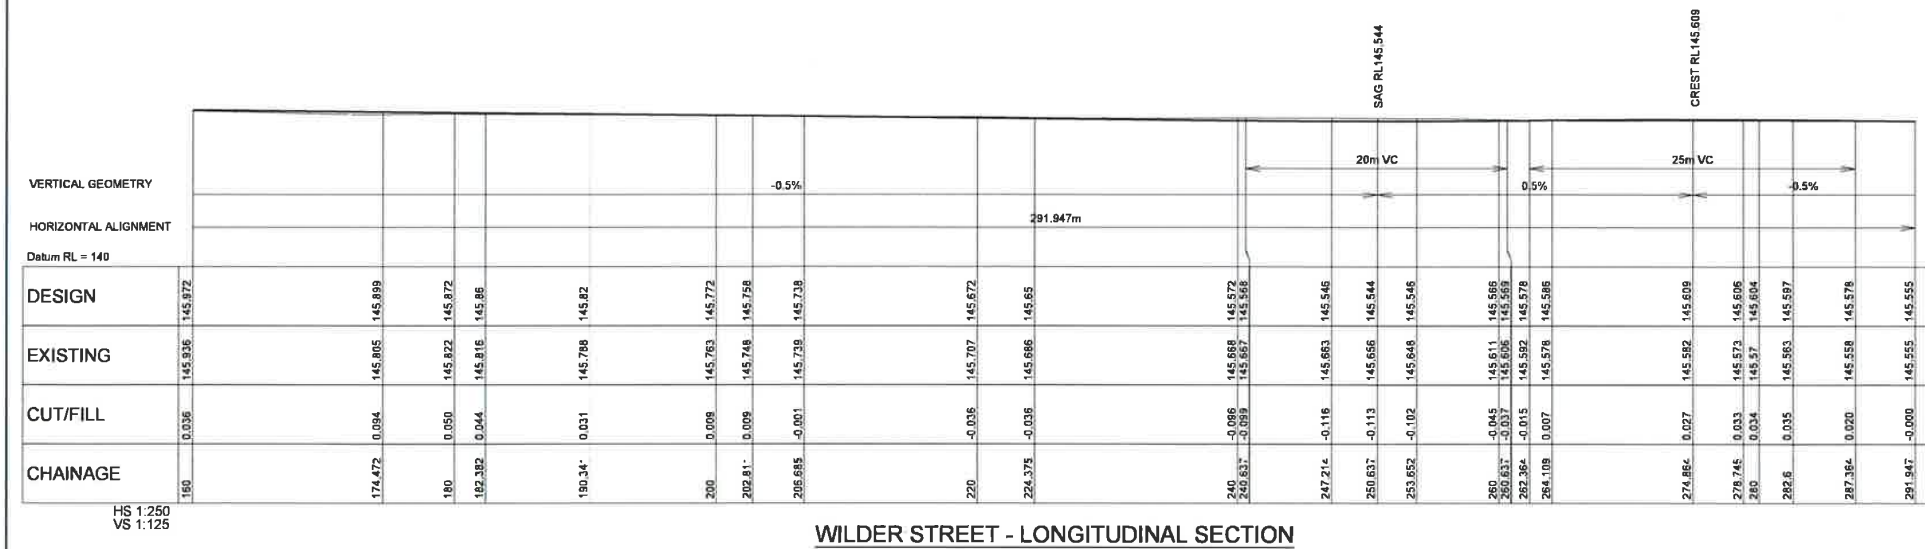 SAG RL145.544
CREST RL145.609
20m VC
25m VC
VERTICAL GEOMETRY
-0.5%
0.5%
-0.5%
HORIZONTAL ALIGNMENT
291.947m
Datum RL = 140
DESIGN 145.972 145.899 145.872 145.86 145.82 145.772 145.758 145.738 145.672 145.65 145.572 145.568 145.546 145.544 145.546 145.566 145.569 145.578 145.586 145.609 145.606 145.604 145.597 145.578 145.555
EXISTING 145.936 145.805 145.822 145.816 145.788 145.763 145.748 145.739 145.707 145.686 145.668 145.667 145.663 145.656 145.648 145.611 145.606 145.592 145.578 145.582 145.573 145.57 145.563 145.558 145.555
CUT/FILL 0.036 0.094 0.050 0.044 0.031 0.009 0.009 -0.001 -0.036 -0.036 -0.096 -0.099 -0.116 -0.113 -0.102 -0.045 -0.037 -0.015 0.007 0.027 0.033 0.034 0.035 0.020 -0.000
CHAINAGE 160 174.472 180 182.382 190.341 200 202.811 206.685 220 224.375 240 240.637 247.214 250.637 253.652 260 260.637 262.364 264.109 274.864 278.745 280 282.6 287.364 291.947
HS 1:250
VS 1:125
WILDER STREET - LONGITUDINAL SECTION